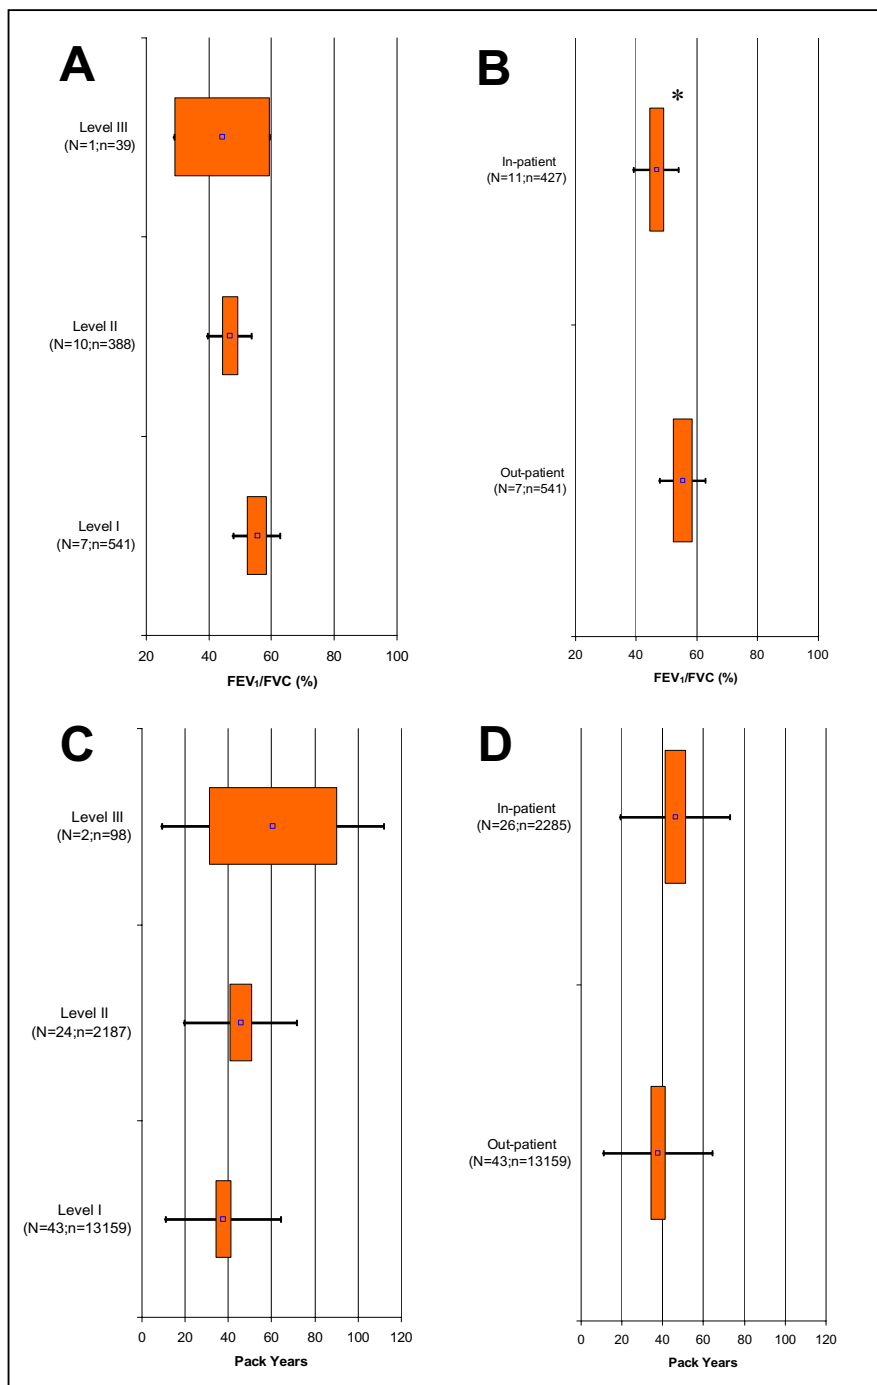 A
Level III
(N=1;n=39)
Level II
(N=10;n=388)
Level I
(N=7;n=541)
20 40 60 80 100
FEV₁/FVC (%)
B
*
In-patient
(N=11;n=427)
Out-patient
(N=7;n=541)
20 40 60 80 100
FEV₁/FVC (%)
C
Level III
(N=2;n=98)
Level II
(N=24;n=2187)
Level I
(N=43;n=13159)
0 20 40 60 80 100 120
Pack Years
D
In-patient
(N=26;n=2285)
Out-patient
(N=43;n=13159)
0 20 40 60 80 100 120
Pack Years